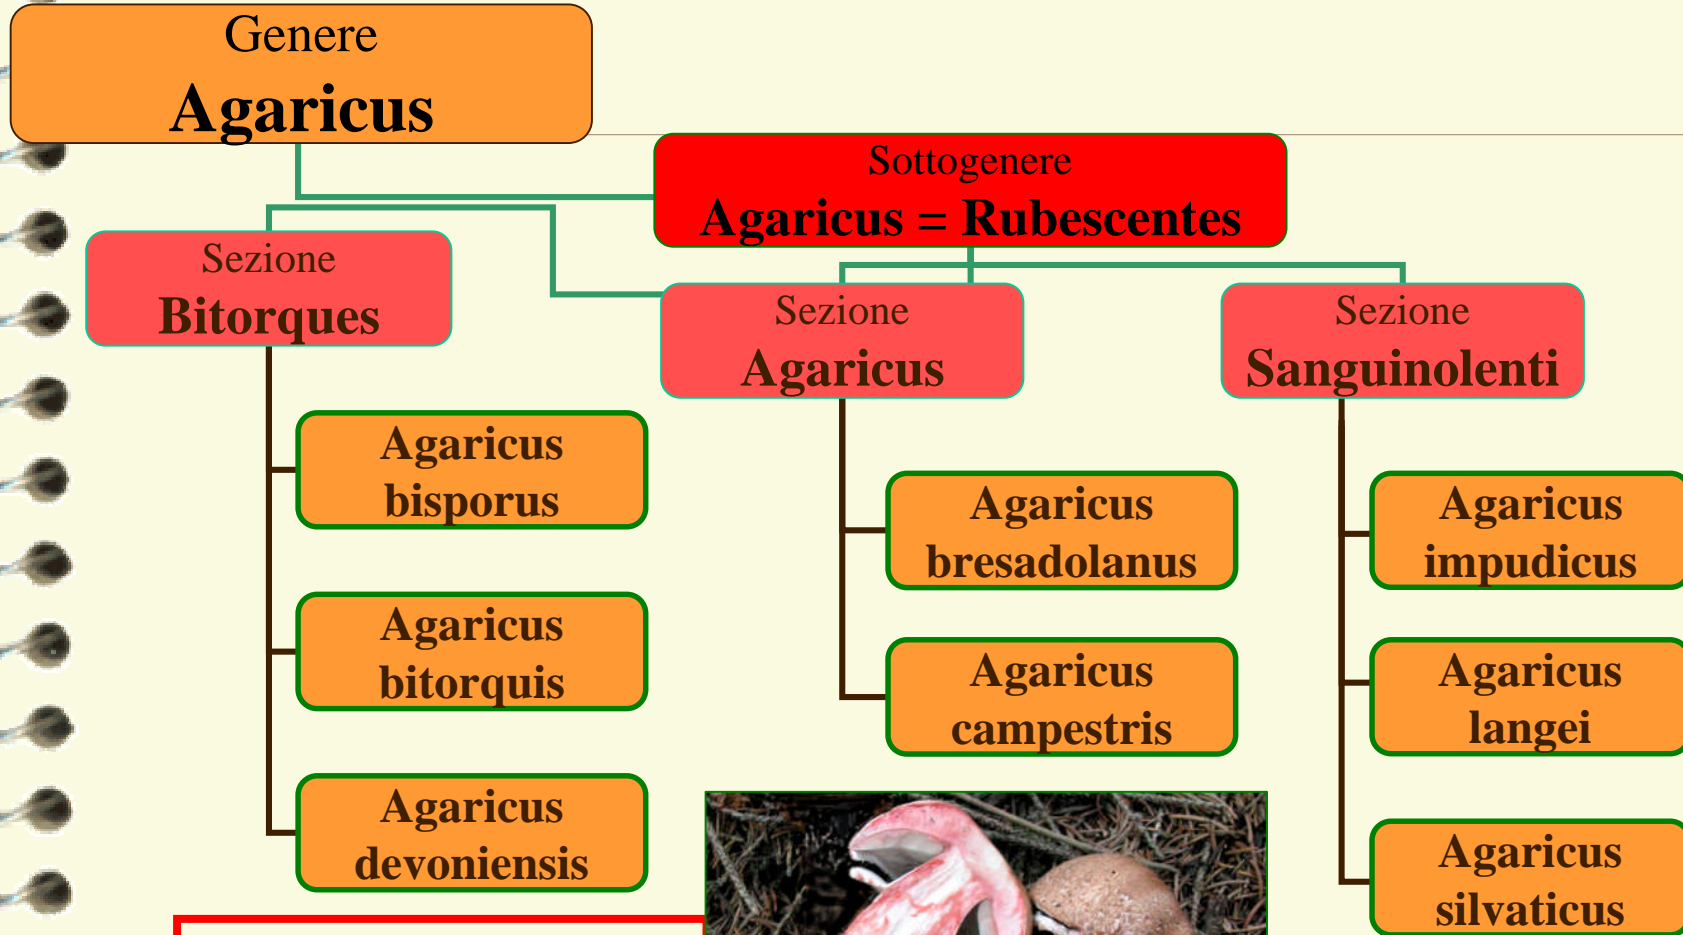 Genere
Agaricus
Sottogenere
Agaricus = Rubescentes
Sezione
Bitorques
Agaricus
bisporus
Agaricus
bitorquis
Agaricus
devoniensis
Sezione
Agaricus
Agaricus
bresadolanus
Agaricus
campestris
Sezione
Sanguinolenti
Agaricus
impudicus
Agaricus
langei
Agaricus
silvaticus